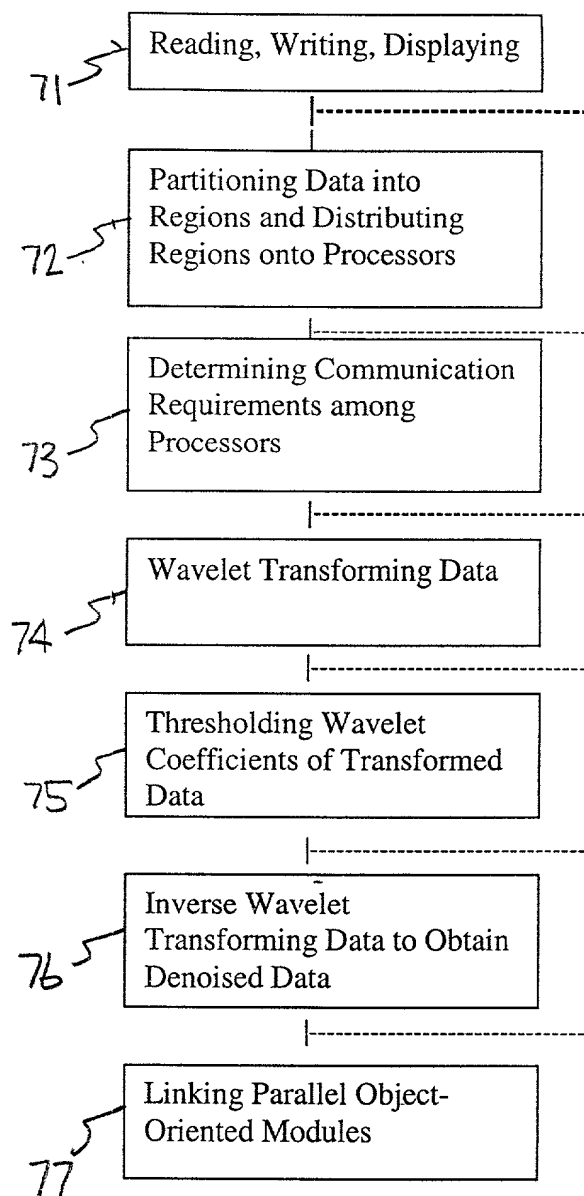 Reading, Writing, Displaying
71
Partitioning Data into
Regions and Distributing
Regions onto Processors
72
Determining Communication
Requirements among
Processors
73
Wavelet Transforming Data
74
Thresholding Wavelet
Coefficients of Transformed
Data
75
Inverse Wavelet
Transforming Data to Obtain
Denoised Data
76
Linking Parallel Object-
Oriented Modules
77